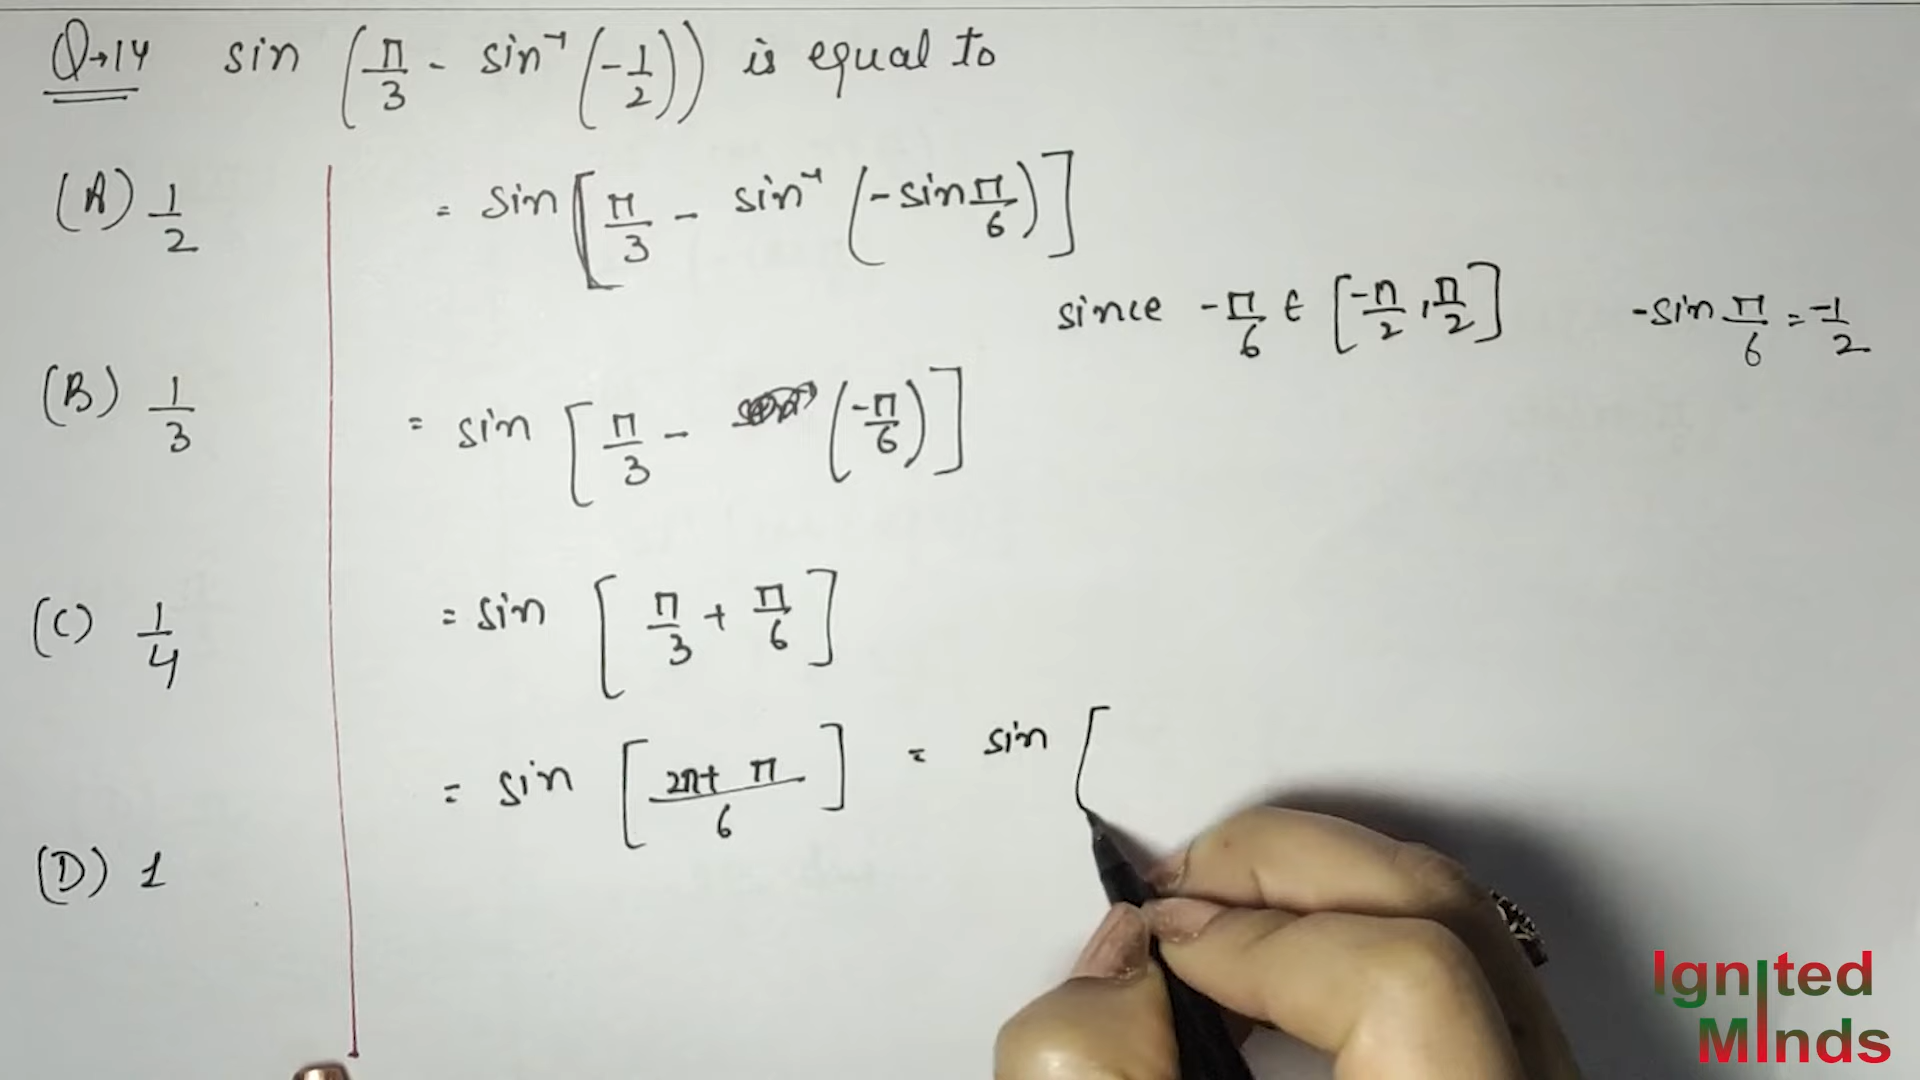 Q→14 sin (π/3 - sin⁻¹ (-1/2)) is equal to
(A) 1/2
= sin [π/3 - sin⁻¹ (-sin π/6)]
since -π/6 ∈ [-π/2, π/2]
-sin π/6 = -1/2
(B) 1/3
= sin [π/3 - (-π/6)]
(C) 1/4
= sin [π/3 + π/6]
= sin [2π + π / 6] = sin [
(D) 1
Ignited
Minds